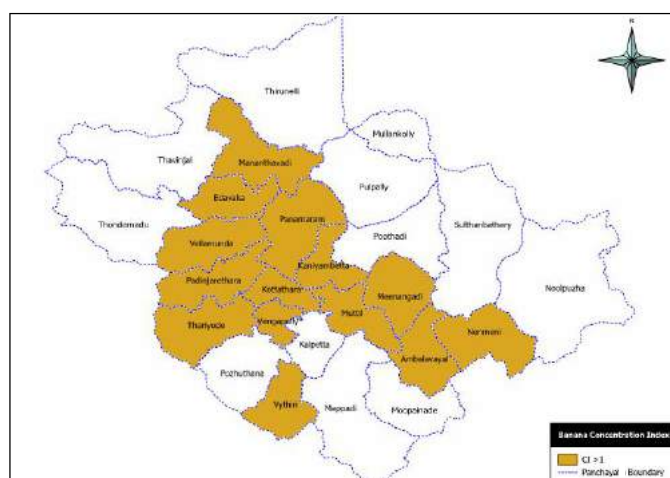 N
Thirunelli
Mullankolly
Thavinjal
Mananthavadi
Pulpally
Edavaka
Thondernadu
Panamaram
Sulthanbathery
Poothadi
Vellamunda
Kaniyambetta
Noolpuzha
Padinjarethara
Kottathara
Meenangadi
Muttil
Thariyode
Vengapally
Nenmeni
Kalpetta
Ambalavayal
Pozhuthana
Vythiri
Meppadi
Moopainade
Banana Concentration Index
CI >1
Panchayat Boundary